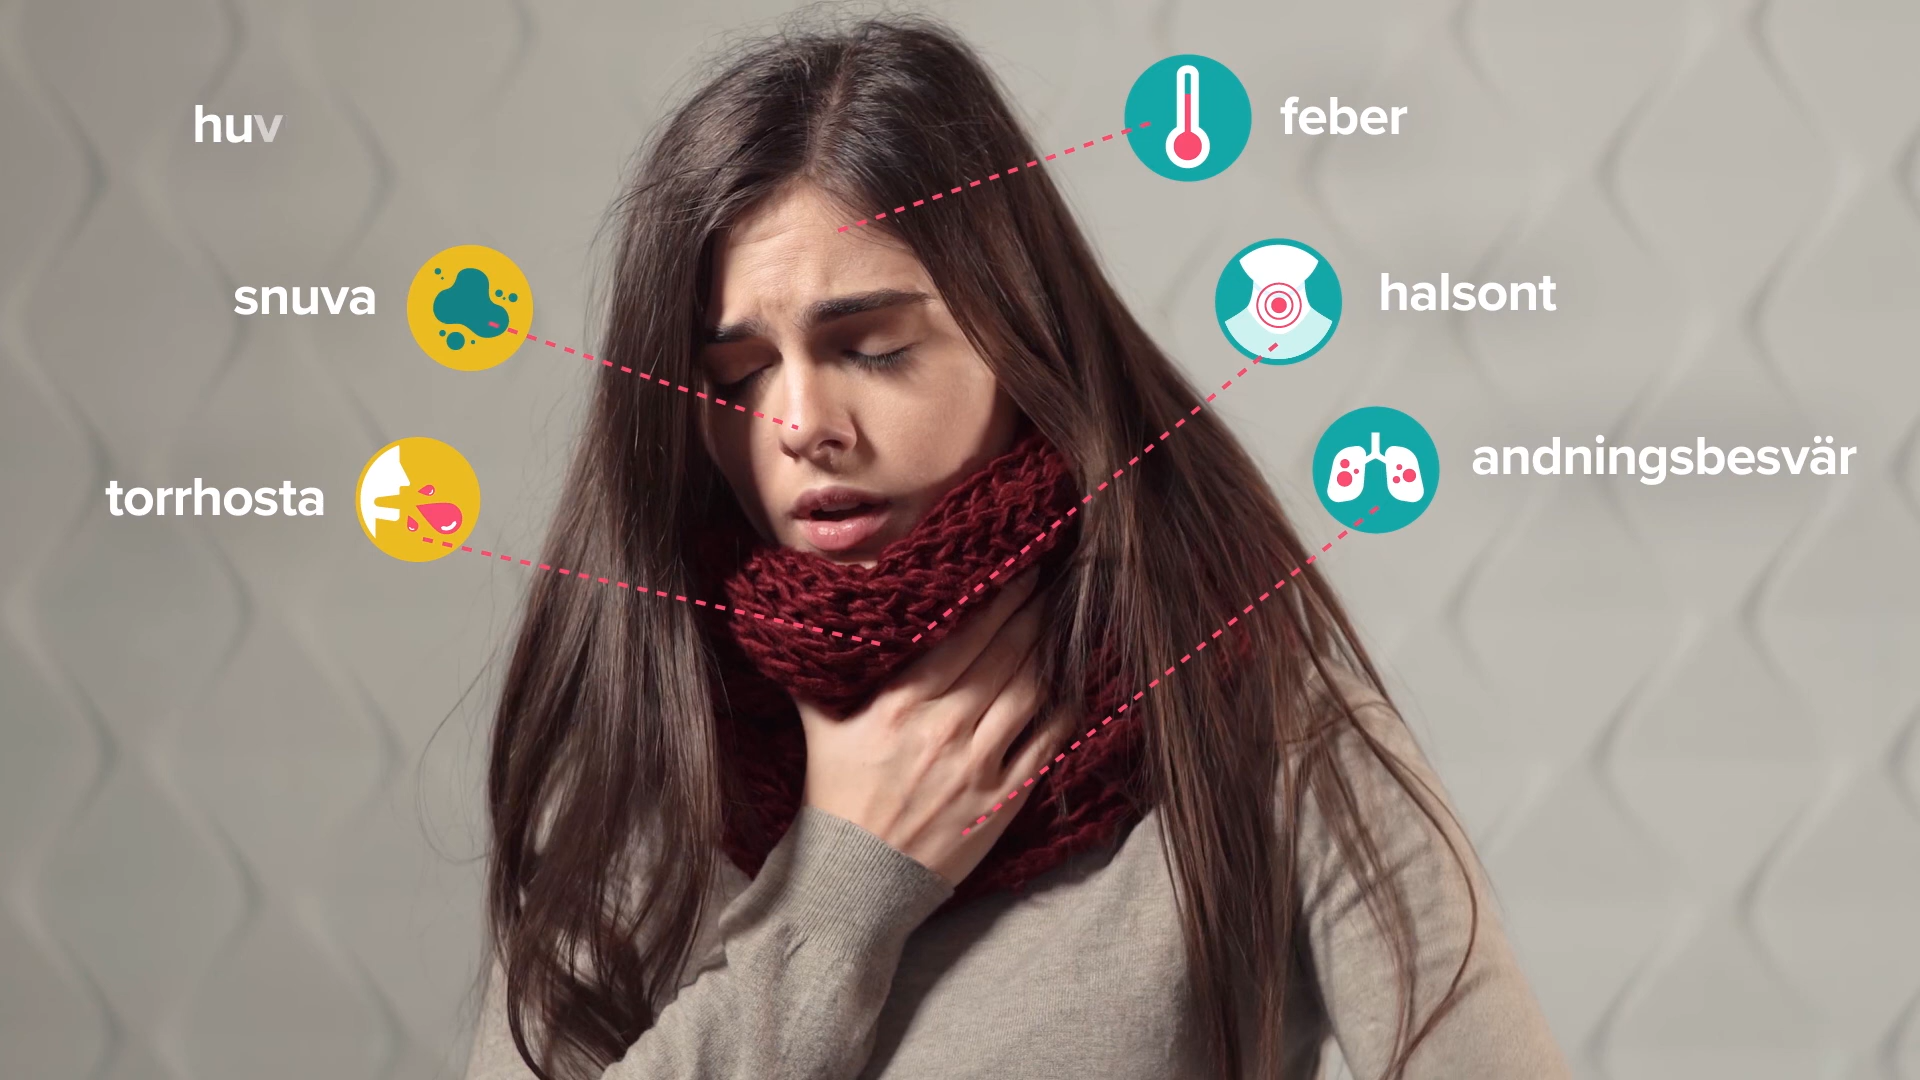 huv
feber
snuva
halsont
andningsbesvär
torrhosta